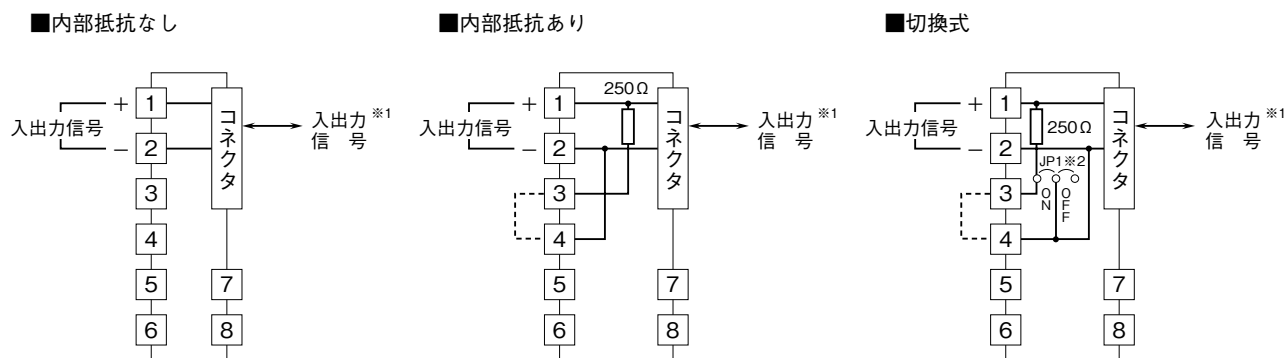 ■内部抵抗なし
+
1
入出力信号
−
2
3
4
5
6
コネクタ
7
8
入出力※1
信 号
■内部抵抗あり
250Ω
+
1
入出力信号
−
2
3
4
5
6
コネクタ
7
8
入出力※1
信 号
■切換式
+
1
入出力信号
−
2
250Ω
JP1※2
ON
OFF
3
4
5
6
コネクタ
7
8
入出力※1
信 号